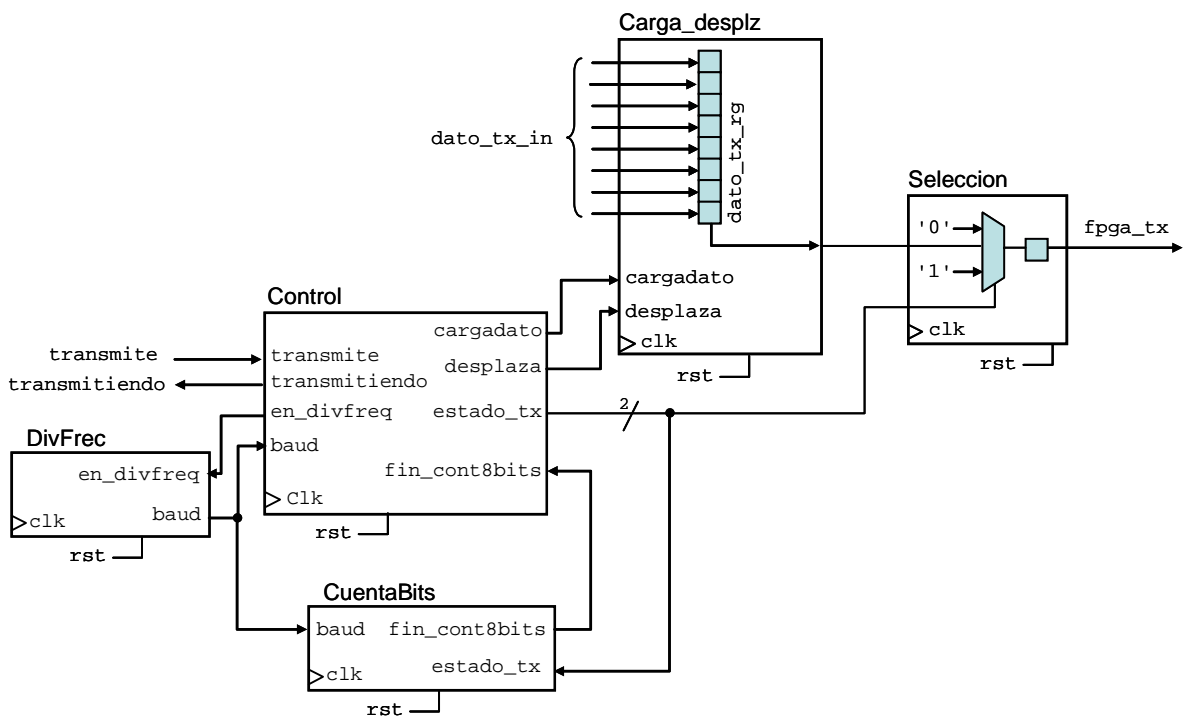 Carga_desplz
dato_tx_in
dato_tx_rg
cargadato
desplaza
clk
rst
Seleccion
'0'
'1'
clk
rst
fpga_tx
Control
transmite
transmitiendo
transmite
transmitiendo
en_divfreq
baud
Clk
cargadato
desplaza
estado_tx
fin_cont8bits
rst
2
DivFrec
en_divfreq
clk
baud
rst
CuentaBits
baud
fin_cont8bits
clk
estado_tx
rst